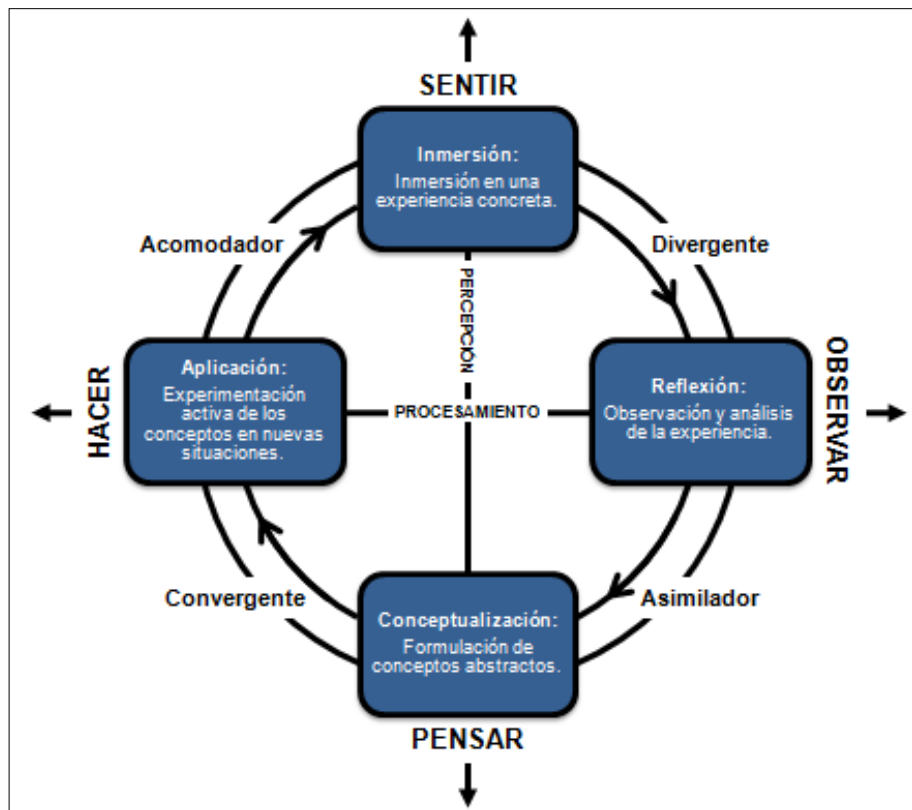 SENTIR
Inmersión:
Inmersión en una
experiencia concreta.
Acomodador
Divergente
PERCEPCIÓN
HACER
Aplicación:
Experimentación
activa de los
conceptos en nuevas
situaciones.
PROCESAMIENTO
Reflexión:
Observación y análisis
de la experiencia.
OBSERVAR
Convergente
Asimilador
Conceptualización:
Formulación de
conceptos abstractos.
PENSAR